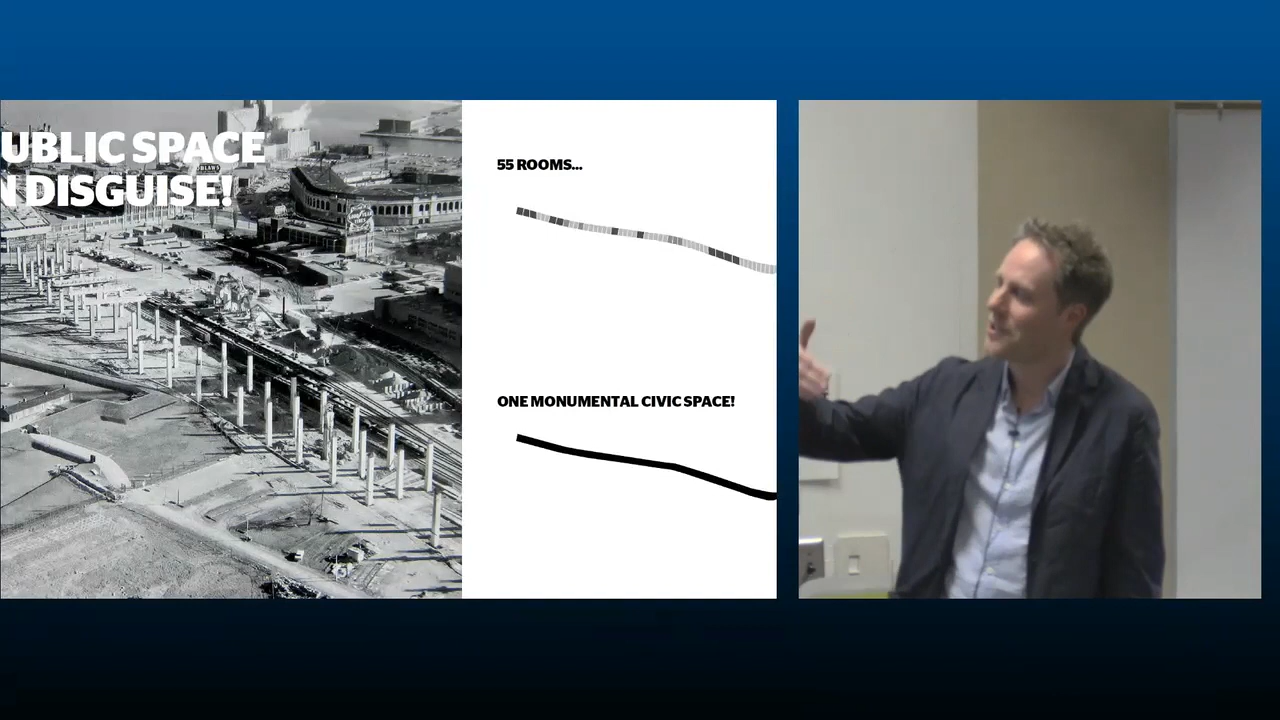 UBLIC SPACE
N DISGUISE!
55 ROOMS...
ONE MONUMENTAL CIVIC SPACE!